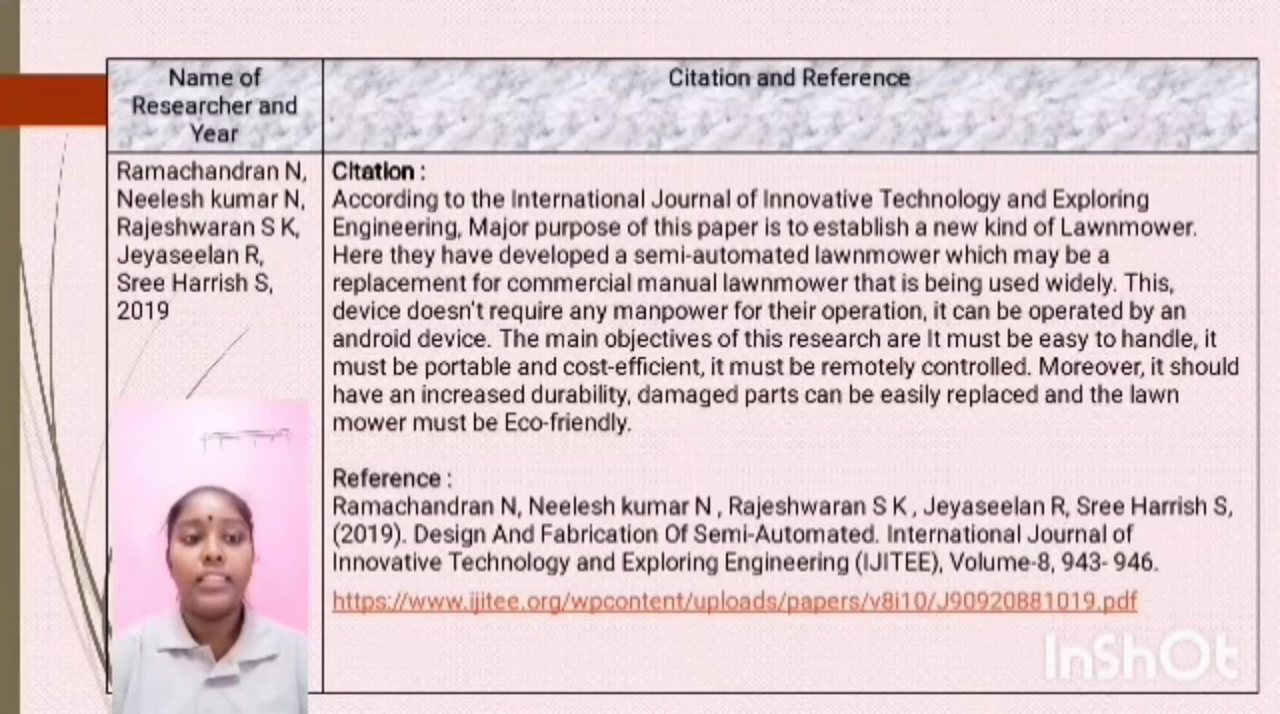 Name of
Researcher and
Year
Citation and Reference
Ramachandran N,
Neelesh kumar N,
Rajeshwaran S K,
Jeyaseelan R,
Sree Harrish S,
2019
Citation :
According to the International Journal of Innovative Technology and Exploring
Engineering, Major purpose of this paper is to establish a new kind of Lawnmower.
Here they have developed a semi-automated lawnmower which may be a
replacement for commercial manual lawnmower that is being used widely. This,
device doesn't require any manpower for their operation, it can be operated by an
android device. The main objectives of this research are It must be easy to handle, it
must be portable and cost-efficient, it must be remotely controlled. Moreover, it should
have an increased durability, damaged parts can be easily replaced and the lawn
mower must be Eco-friendly.
Reference :
Ramachandran N, Neelesh kumar N , Rajeshwaran S K , Jeyaseelan R, Sree Harrish S,
(2019). Design And Fabrication Of Semi-Automated. International Journal of
Innovative Technology and Exploring Engineering (IJITEE), Volume-8, 943- 946.
https://www.ijitee.org/wpcontent/uploads/papers/v8i10/J90920881019.pdf
InShOt